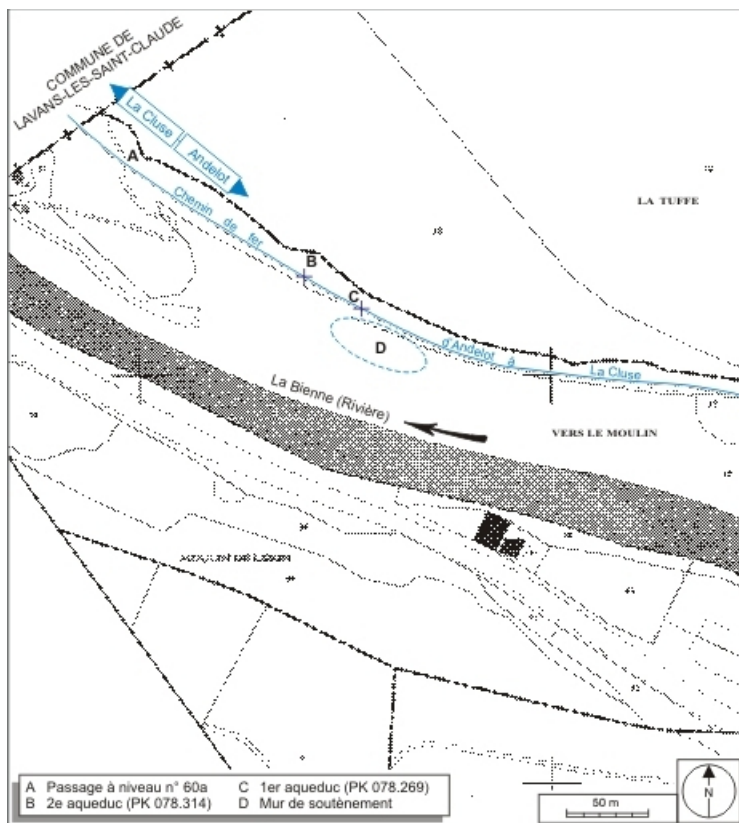 COMMUNE DE
LAVANS-LES-SAINT-CLAUDE
La Cluse
Andelot
A
Chemin de fer
LA TUFFE
B
C
D
d'Andelot à La Cluse
La Bienne (Rivière)
VERS LE MOULIN
A Passage à niveau n° 60a
B 2e aqueduc (PK 078.314)
C 1er aqueduc (PK 078.269)
D Mur de soutènement
50 m
N